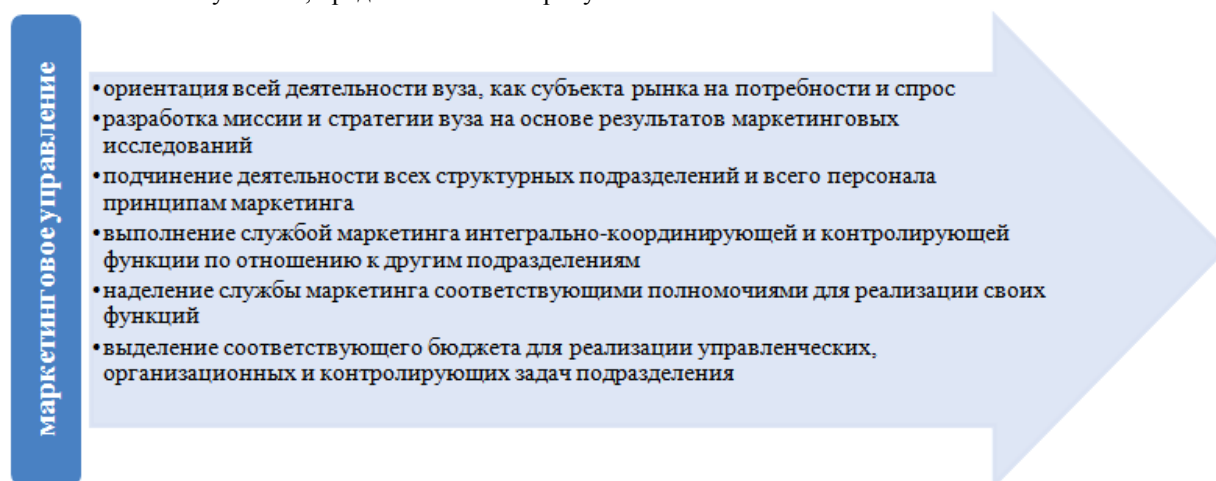 маркетинговое управление
•ориентация всей деятельности вуза, как субъекта рынка на потребности и спрос
•разработка миссии и стратегии вуза на основе результатов маркетинговых
исследований
•подчинение деятельности всех структурных подразделений и всего персонала
принципам маркетинга
•выполнение службой маркетинга интегрально-координирующей и контролирующей
функции по отношению к другим подразделениям
•наделение службы маркетинга соответствующими полномочиями для реализации своих
функций
•выделение соответствующего бюджета для реализации управленческих,
организационных и контролирующих задач подразделения